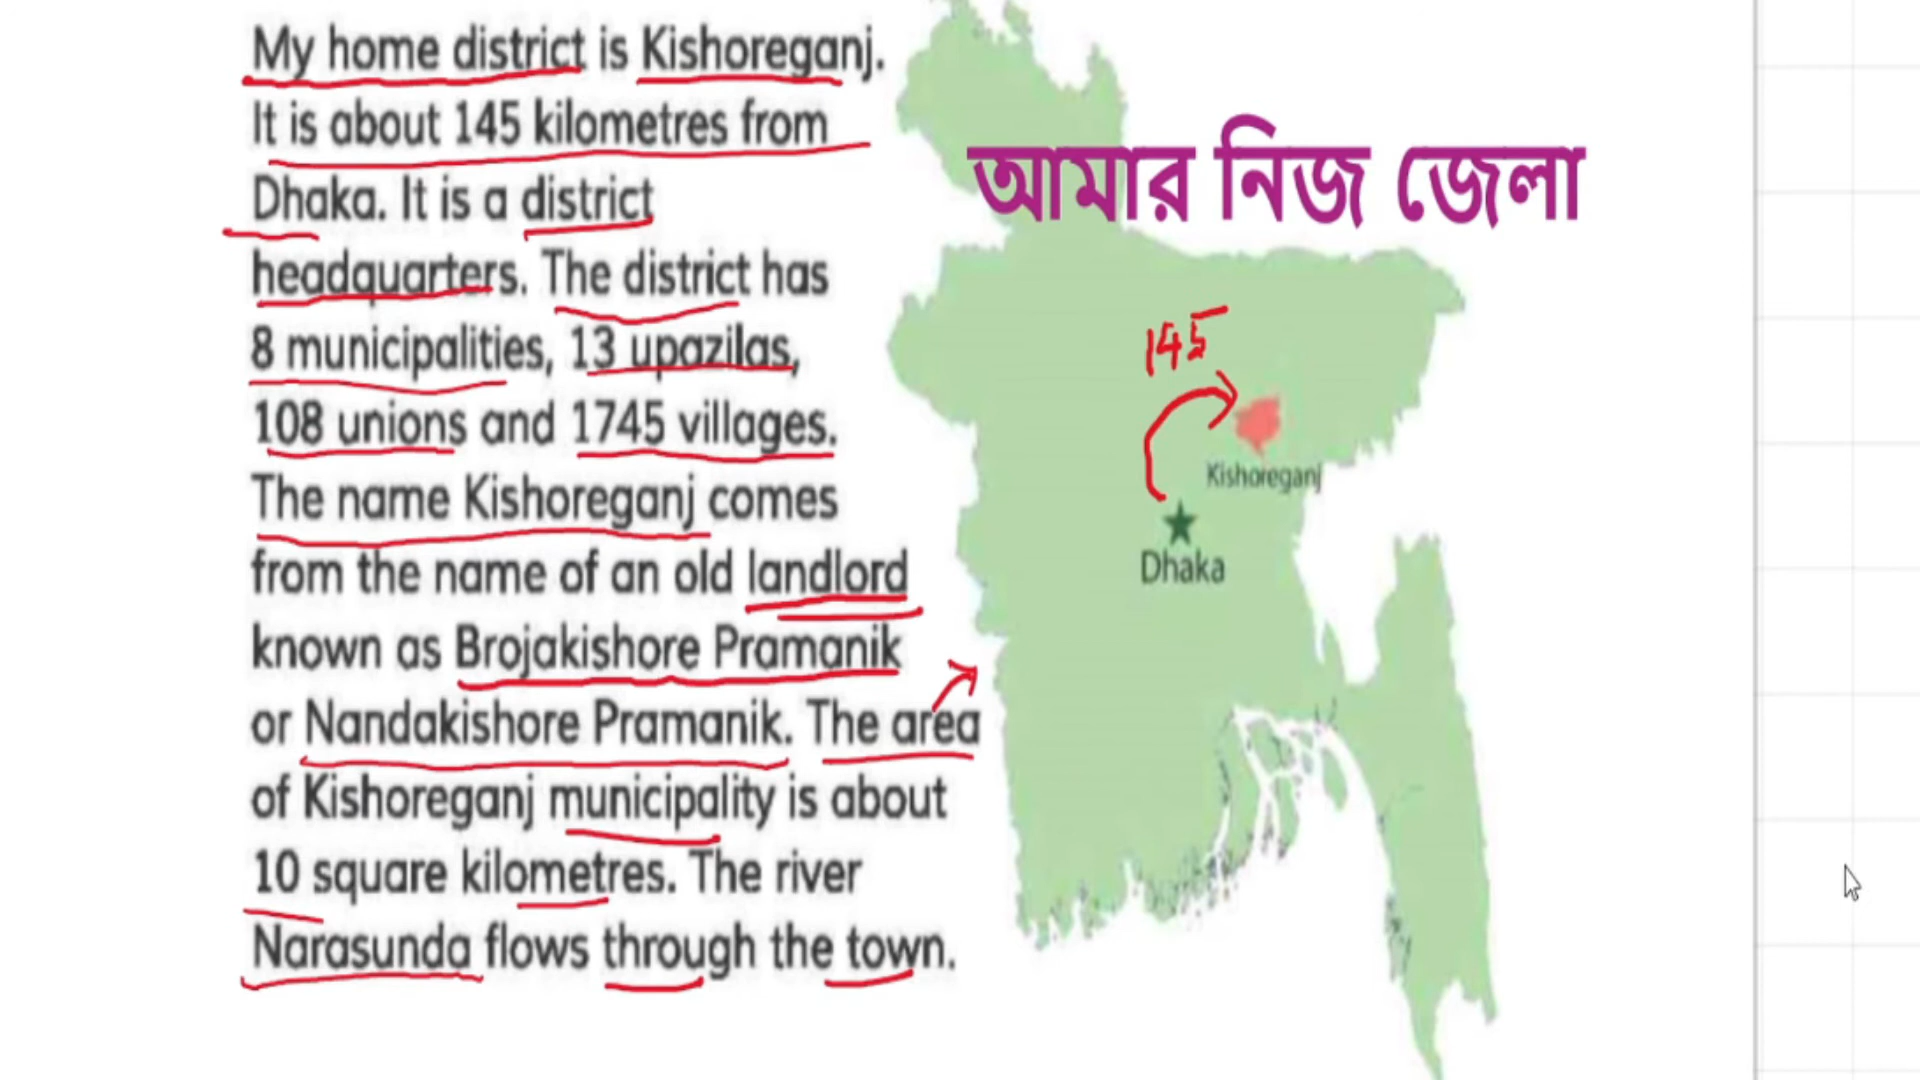 My home district is Kishoreganj.
It is about 145 kilometres from
Dhaka. It is a district
headquarters. The district has
8 municipalities, 13 upazilas,
108 unions and 1745 villages.
The name Kishoreganj comes
from the name of an old landlord
known as Brojakishore Pramanik
or Nandakishore Pramanik. The area
of Kishoreganj municipality is about
10 square kilometres. The river
Narasunda flows through the town.
আমার নিজ জেলা
145
Kishoreganj
Dhaka